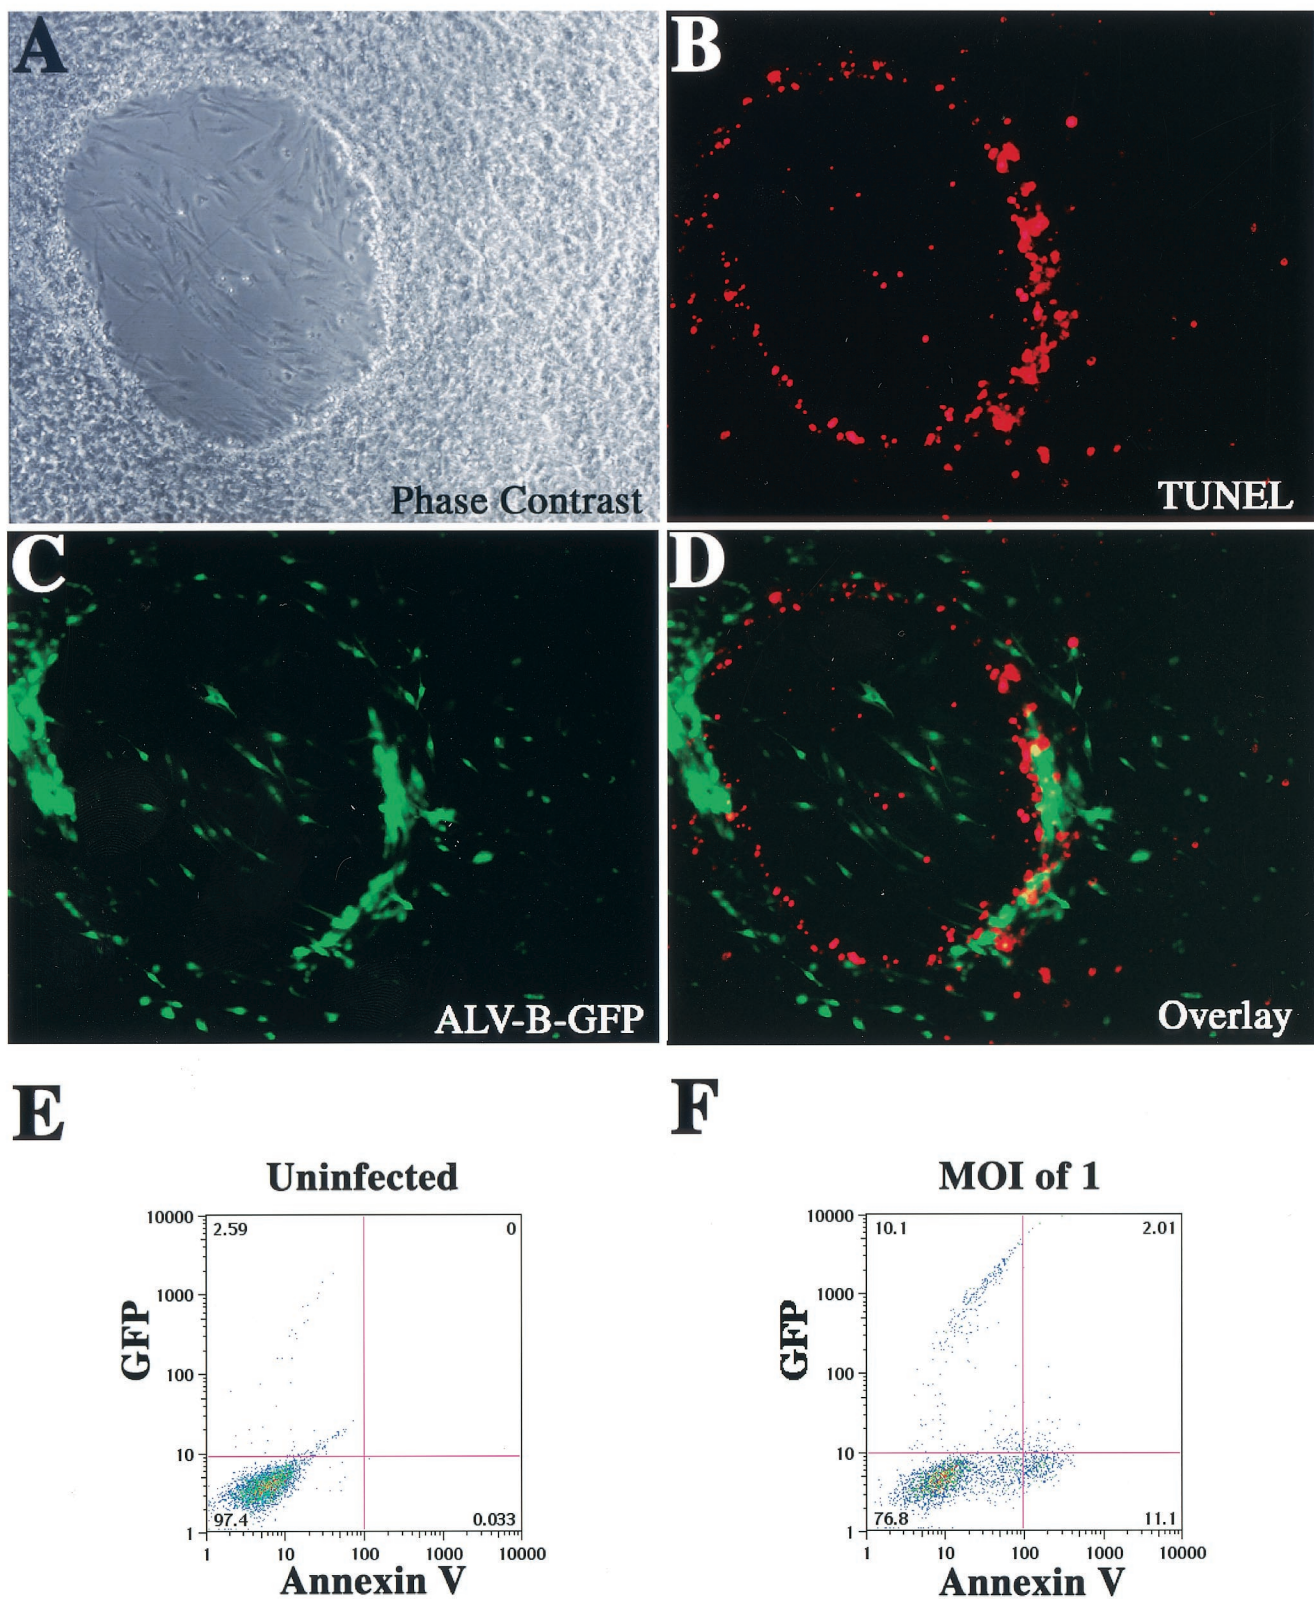 A
B
Phase Contrast
TUNEL
C
D
ALV-B-GFP
Overlay
E
F
Uninfected
MOI of 1
10000
2.59
0
1000
GFP
100
10
97.4
0.033
1
1
10
100
1000
10000
Annexin V
10000
10.1
2.01
1000
GFP
100
10
76.8
11.1
1
1
10
100
1000
10000
Annexin V